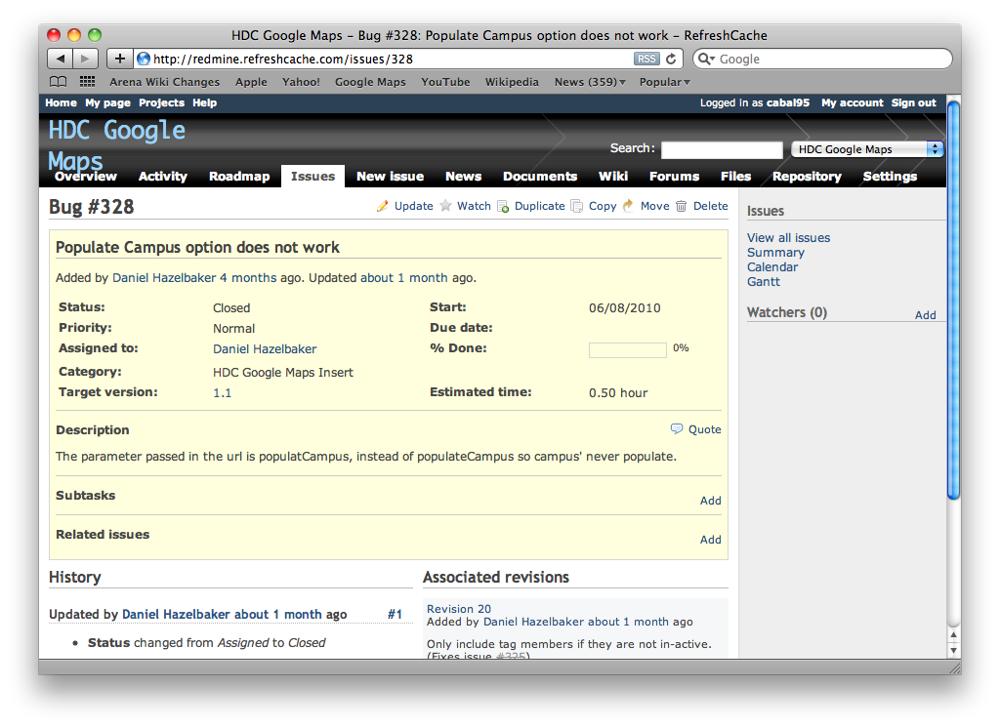 HDC Google Maps – Bug #328: Populate Campus option does not work – RefreshCache
http://redmine.refreshcache.com/issues/328 RSS Google
Arena Wiki Changes Apple Yahoo! Google Maps YouTube Wikipedia News (359) Popular
Home My page Projects Help Logged in as cabal95 My account Sign out
HDC Google
Maps
Search: HDC Google Maps
Overview Activity Roadmap Issues New issue News Documents Wiki Forums Files Repository Settings
Bug #328 Update Watch Duplicate Copy Move Delete
Populate Campus option does not work
Added by Daniel Hazelbaker 4 months ago. Updated about 1 month ago.
Status: Closed Start: 06/08/2010
Priority: Normal Due date:
Assigned to: Daniel Hazelbaker % Done: 0%
Category: HDC Google Maps Insert
Target version: 1.1 Estimated time: 0.50 hour
Description Quote
The parameter passed in the url is populatCampus, instead of populateCampus so campus' never populate.
Subtasks Add
Related issues Add
History
Updated by Daniel Hazelbaker about 1 month ago #1
• Status changed from Assigned to Closed
Associated revisions
Revision 20
Added by Daniel Hazelbaker about 1 month ago
Only include tag members if they are not in-active.
(Fixes issue #325)
Issues
View all issues
Summary
Calendar
Gantt
Watchers (0) Add